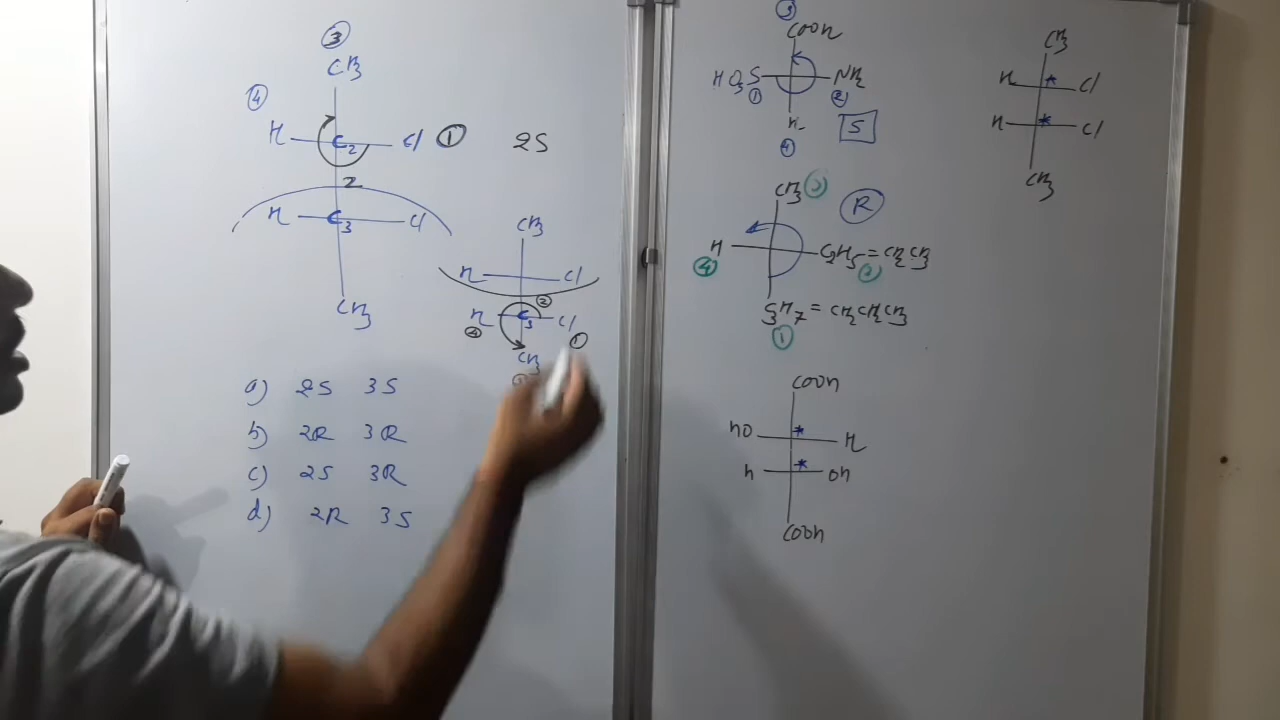 ③
CH3
④
H C2 Cl ①
2S
2
H C3 Cl
CH3
CH3
H Cl
②
H C3 Cl
④ ①
CH3
a) 2S 3S
b) 2R 3R
c) 2S 3R
d) 2R 3S
③
COOH
HO3S NH2
① ②
H
④
S
CH3 ③
R
H C2H5 = CH2CH3
④ ②
C3H7 = CH2CH2CH3
①
COOH
HO * H
H * OH
COOH
CH3
H * Cl
H * Cl
CH3